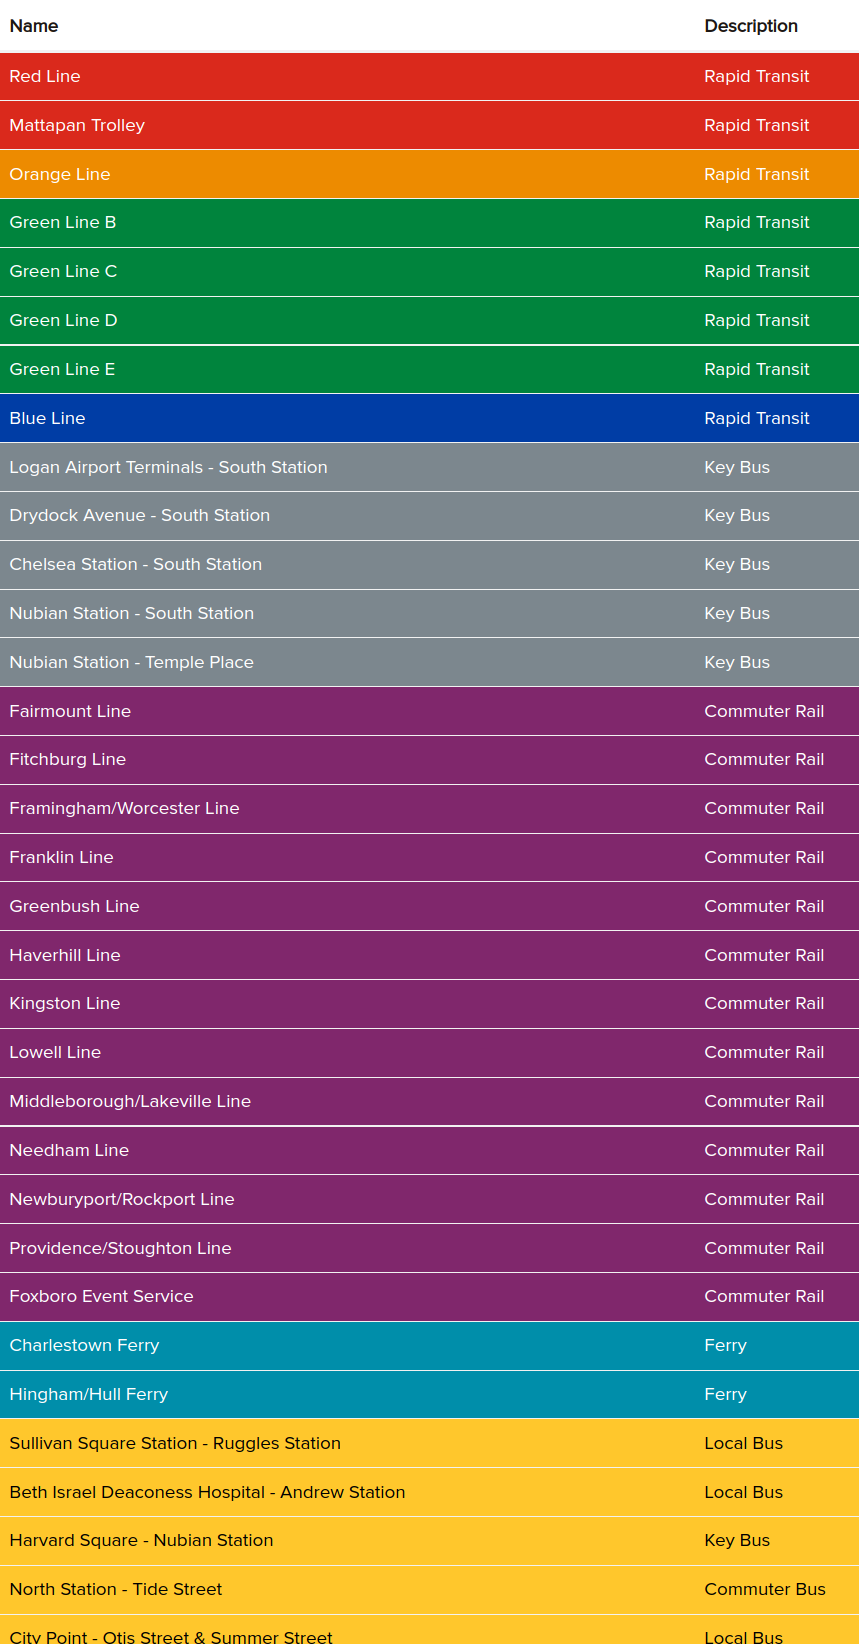 Name Description
Red Line Rapid Transit
Mattapan Trolley Rapid Transit
Orange Line Rapid Transit
Green Line B Rapid Transit
Green Line C Rapid Transit
Green Line D Rapid Transit
Green Line E Rapid Transit
Blue Line Rapid Transit
Logan Airport Terminals - South Station Key Bus
Drydock Avenue - South Station Key Bus
Chelsea Station - South Station Key Bus
Nubian Station - South Station Key Bus
Nubian Station - Temple Place Key Bus
Fairmount Line Commuter Rail
Fitchburg Line Commuter Rail
Framingham/Worcester Line Commuter Rail
Franklin Line Commuter Rail
Greenbush Line Commuter Rail
Haverhill Line Commuter Rail
Kingston Line Commuter Rail
Lowell Line Commuter Rail
Middleborough/Lakeville Line Commuter Rail
Needham Line Commuter Rail
Newburyport/Rockport Line Commuter Rail
Providence/Stoughton Line Commuter Rail
Foxboro Event Service Commuter Rail
Charlestown Ferry Ferry
Hingham/Hull Ferry Ferry
Sullivan Square Station - Ruggles Station Local Bus
Beth Israel Deaconess Hospital - Andrew Station Local Bus
Harvard Square - Nubian Station Key Bus
North Station - Tide Street Commuter Bus
City Point - Otis Street & Summer Street Local Bus